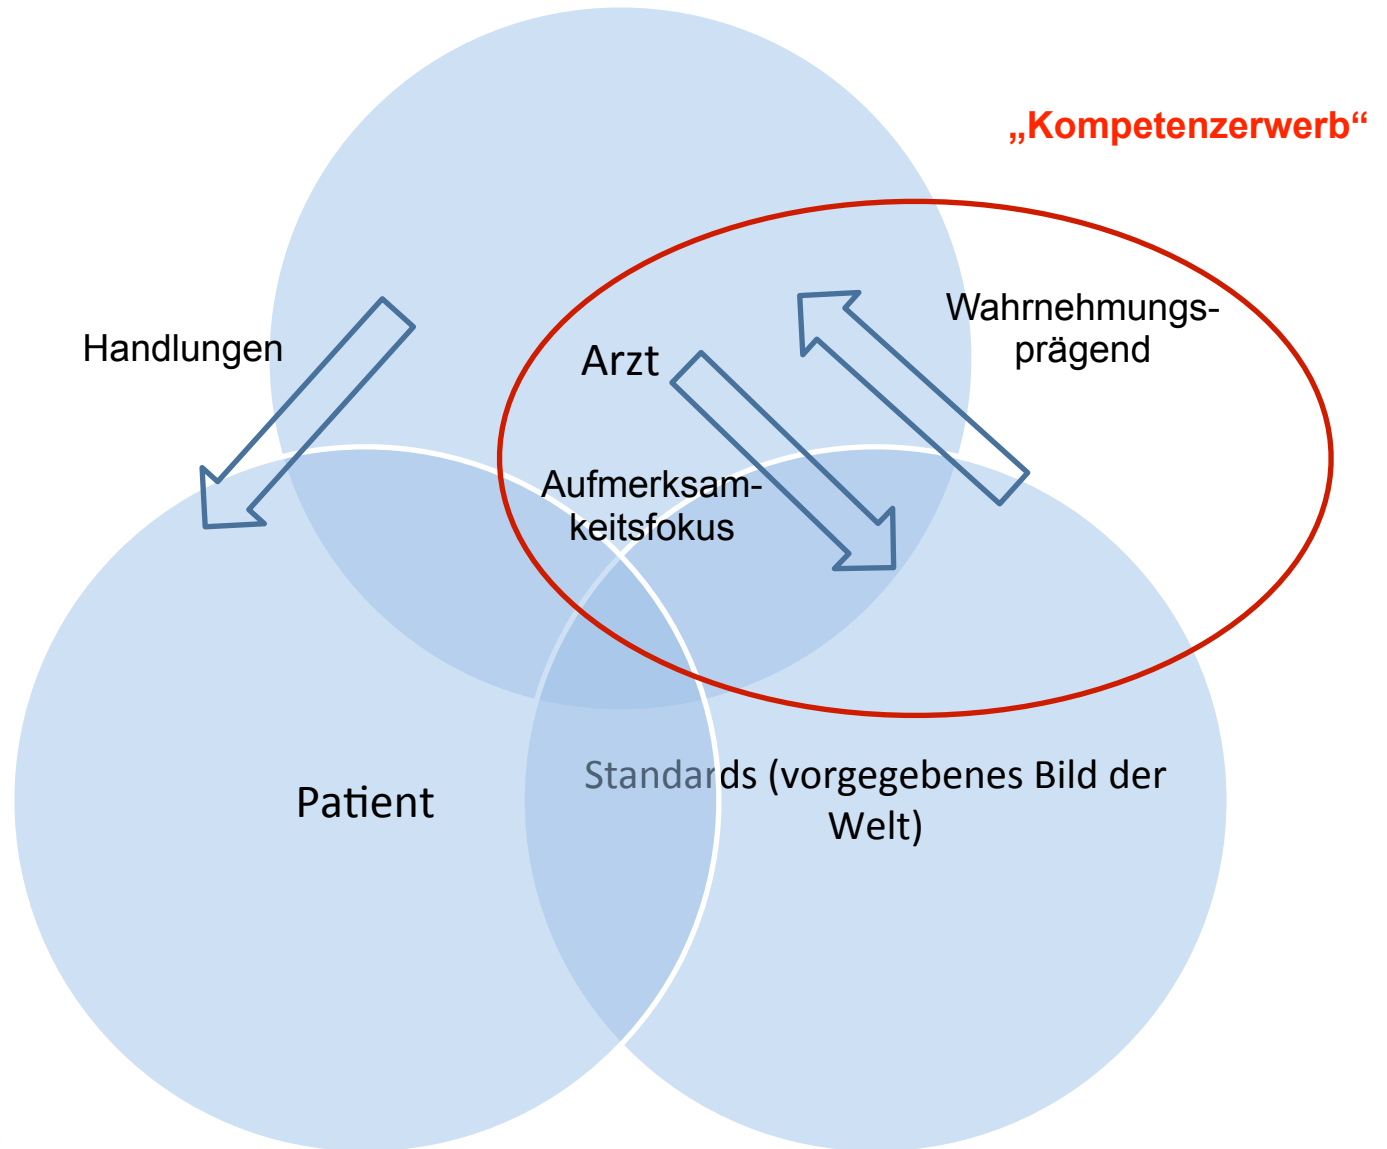 „Kompetenzerwerb“
Wahrnehmungs-
prägend
Handlungen
Arzt
Aufmerksam-
keitsfokus
Standards (vorgegebenes Bild der
Welt)
Patient